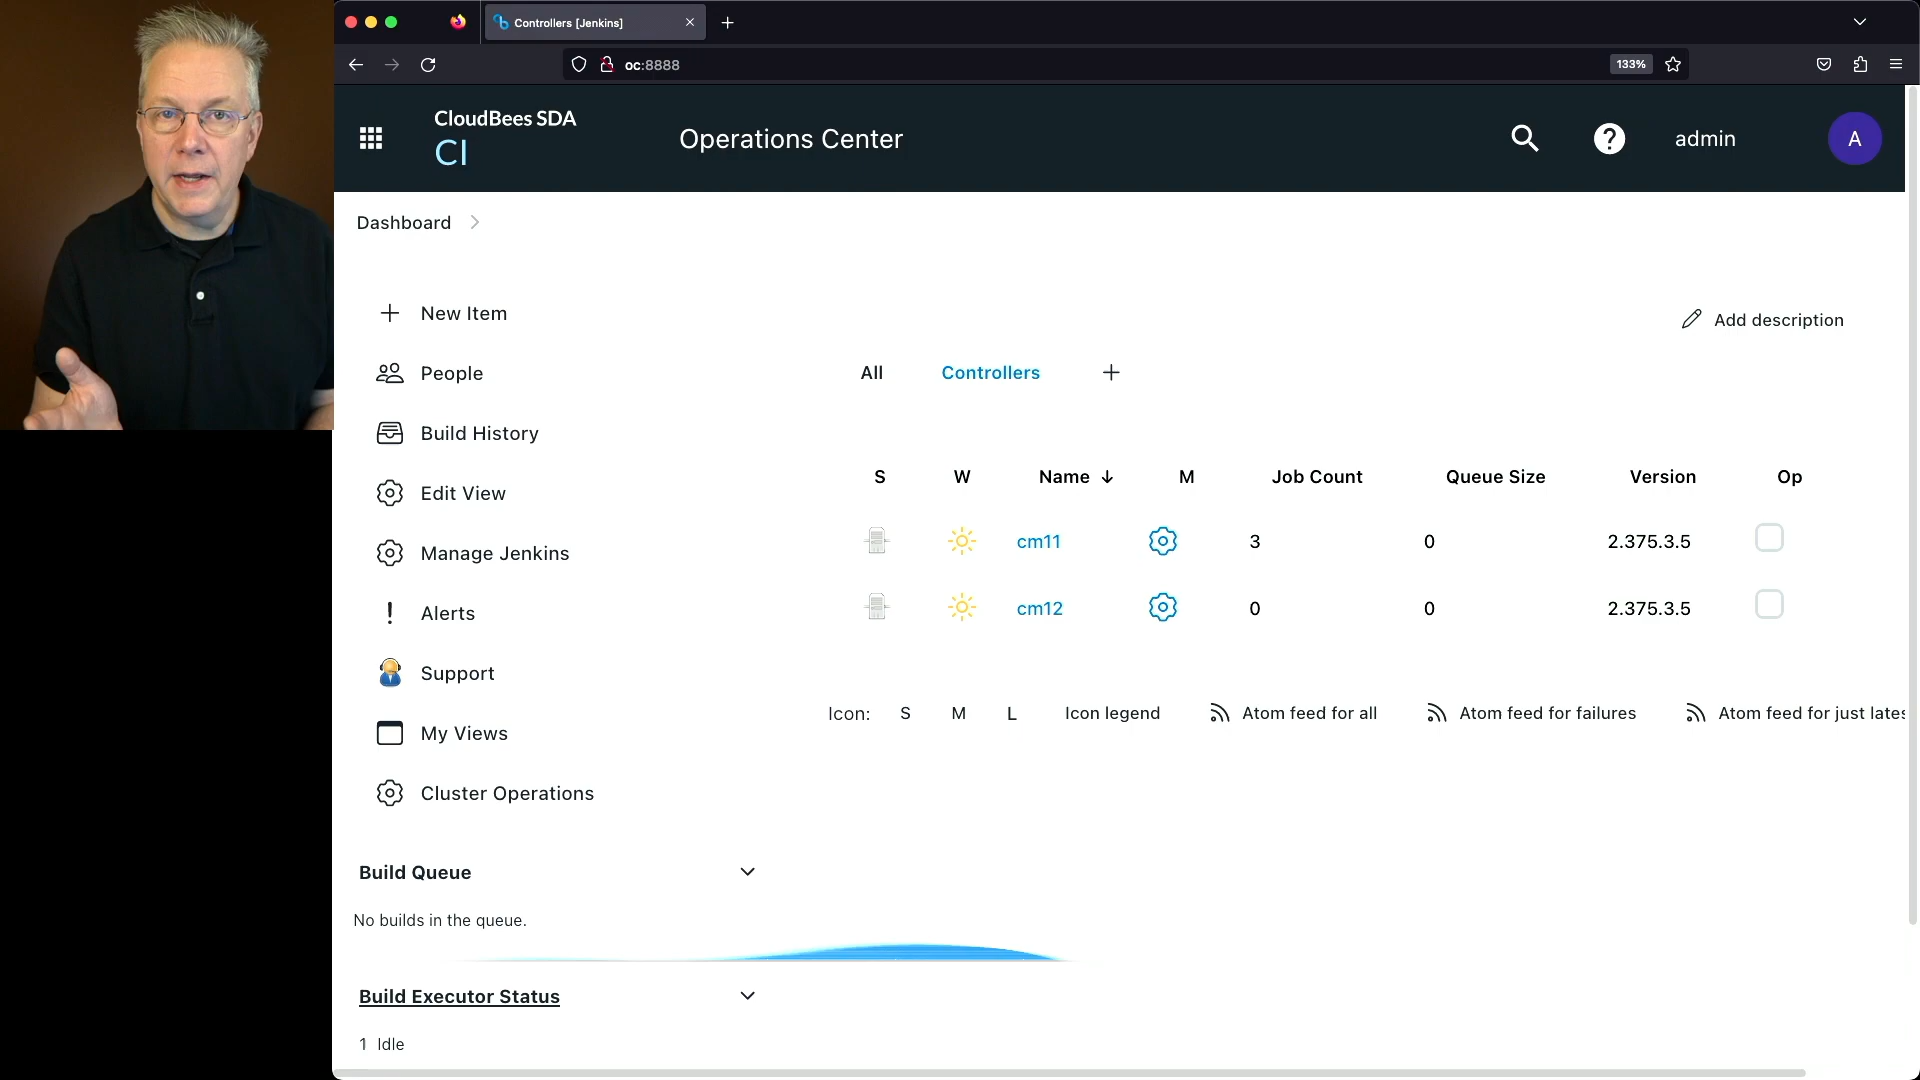 Controllers [Jenkins]
oc:8888
133%
CloudBees SDA
CI
Operations Center
?
admin
A
Dashboard
New Item
People
Build History
Edit View
Manage Jenkins
Alerts
Support
My Views
Cluster Operations
Add description
All Controllers
S W Name M Job Count Queue Size Version Op
cm11 3 0 2.375.3.5
cm12 0 0 2.375.3.5
Icon: S M L Icon legend Atom feed for all Atom feed for failures Atom feed for just lates
Build Queue
No builds in the queue.
Build Executor Status
1 Idle